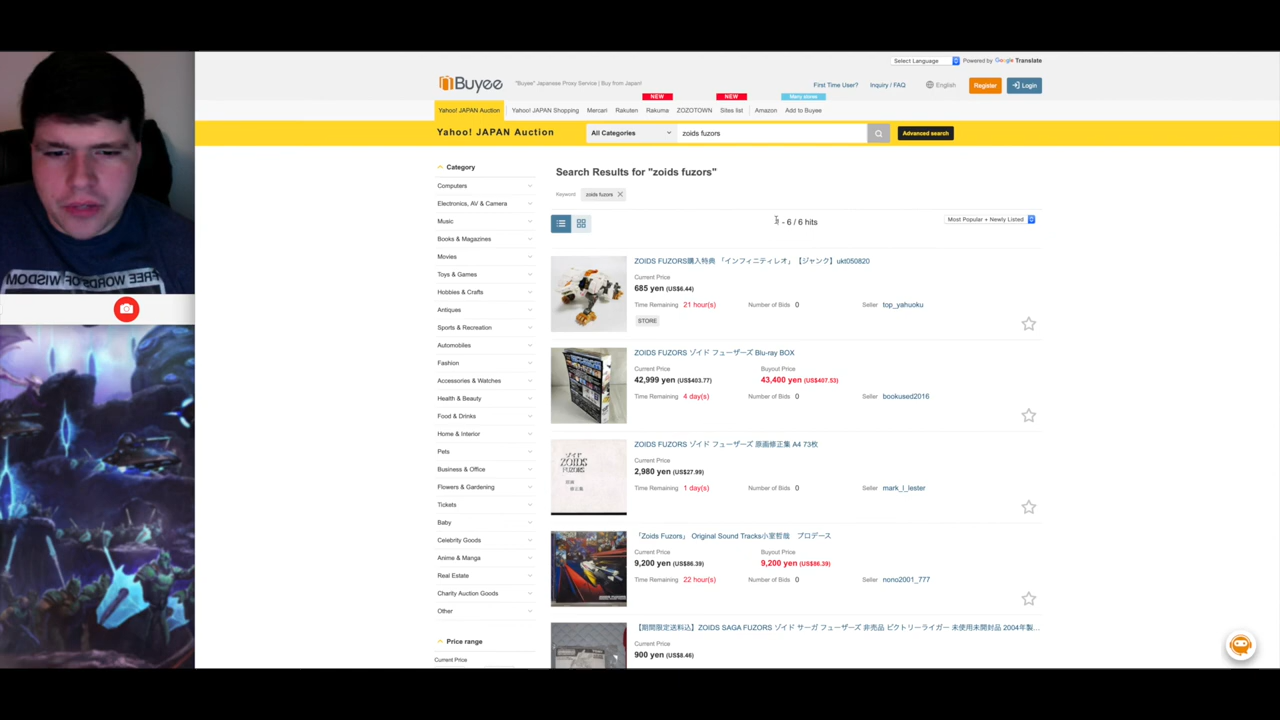 Select Language
Powered by Google Translate
Buyee
"Buyee" Japanese Proxy Service | Buy from Japan!
First Time User?
Inquiry / FAQ
English
Register
Login
NEW
NEW
Many stores
Yahoo! JAPAN Auction
Yahoo! JAPAN Shopping
Mercari
Rakuten
Rakuma
ZOZOTOWN
Sites list
Amazon
Add to Buyee
Yahoo! JAPAN Auction
All Categories
zoids fuzors
Advanced search
Category
Computers
Electronics, AV & Camera
Music
Books & Magazines
Movies
Toys & Games
Hobbies & Crafts
Antiques
Sports & Recreation
Automobiles
Fashion
Accessories & Watches
Health & Beauty
Food & Drinks
Home & Interior
Pets
Business & Office
Flowers & Gardening
Tickets
Baby
Celebrity Goods
Anime & Manga
Real Estate
Charity Auction Goods
Other
Price range
Current Price
Search Results for "zoids fuzors"
Keyword
zoids fuzors
- 6 / 6 hits
Most Popular + Newly Listed
ZOIDS FUZORS購入特典 「インフィニティレオ」【ジャンク】ukt050820
Current Price
685 yen (US$6.44)
Time Remaining 21 hour(s) Number of Bids 0 Seller top_yahuoku
STORE
ZOIDS FUZORS ゾイド フューザーズ Blu-ray BOX
Current Price Buyout Price
42,999 yen (US$403.77) 43,400 yen (US$407.53)
Time Remaining 4 day(s) Number of Bids 0 Seller bookused2016
ZOIDS FUZORS ゾイド フューザーズ 原画修正集 A4 73枚
Current Price
2,980 yen (US$27.99)
Time Remaining 1 day(s) Number of Bids 0 Seller mark_l_lester
ゾイド
ZOIDS
FUZORS
「Zoids Fuzors」 Original Sound Tracks小室哲哉 プロデース
Current Price Buyout Price
9,200 yen (US$86.39) 9,200 yen (US$86.39)
Time Remaining 22 hour(s) Number of Bids 0 Seller nono2001_777
【期間限定送料込】ZOIDS SAGA FUZORS ゾイド サーガ フューザーズ 非売品 ビクトリーライガー 未使用未開封品 2004年製...
Current Price
900 yen (US$8.46)
FREE WORDS OF WISDOM